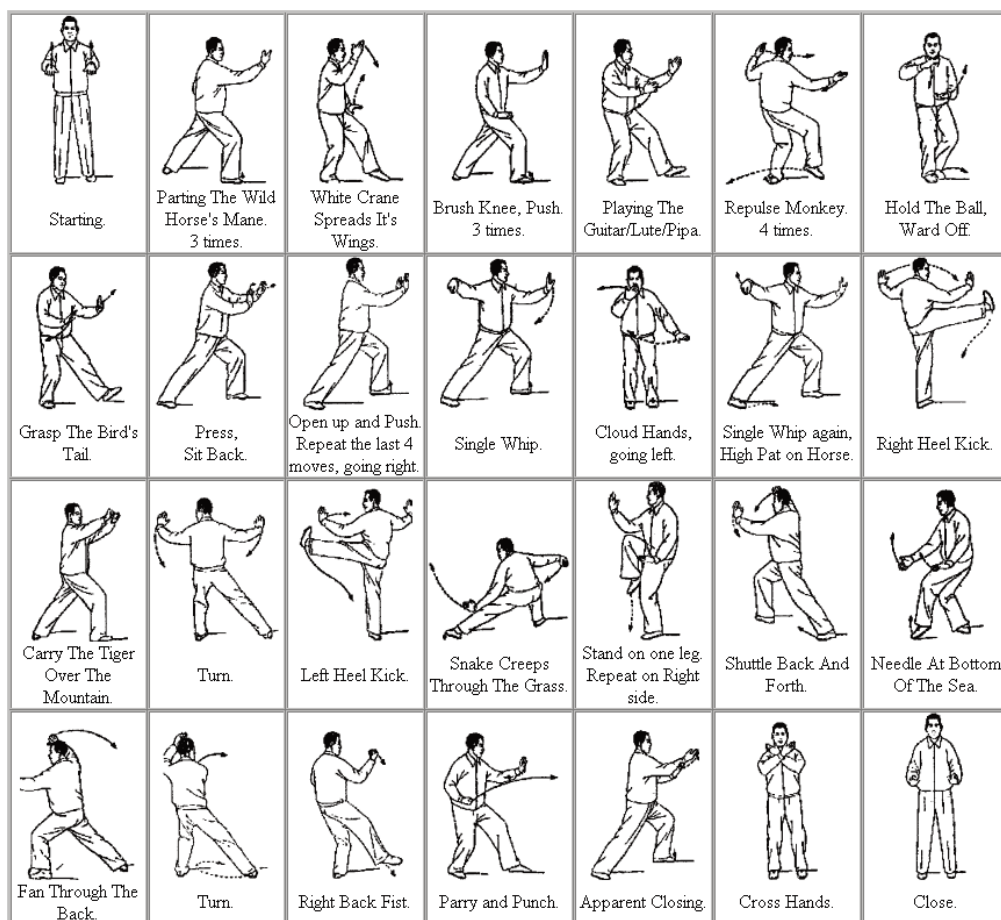 Starting.
Parting The Wild
Horse's Mane.
3 times.
White Crane
Spreads It's
Wings.
Brush Knee, Push.
3 times.
Playing The
Guitar/Lute/Pipa.
Repulse Monkey.
4 times.
Hold The Ball,
Ward Off.
Grasp The Bird's
Tail.
Press,
Sit Back.
Open up and Push.
Repeat the last 4
moves, going right.
Single Whip.
Cloud Hands,
going left.
Single Whip again,
High Pat on Horse.
Right Heel Kick.
Carry The Tiger
Over The
Mountain.
Turn.
Left Heel Kick.
Snake Creeps
Through The Grass.
Stand on one leg.
Repeat on Right
side.
Shuttle Back And
Forth.
Needle At Bottom
Of The Sea.
Fan Through The
Back.
Turn.
Right Back Fist.
Parry and Punch.
Apparent Closing.
Cross Hands.
Close.